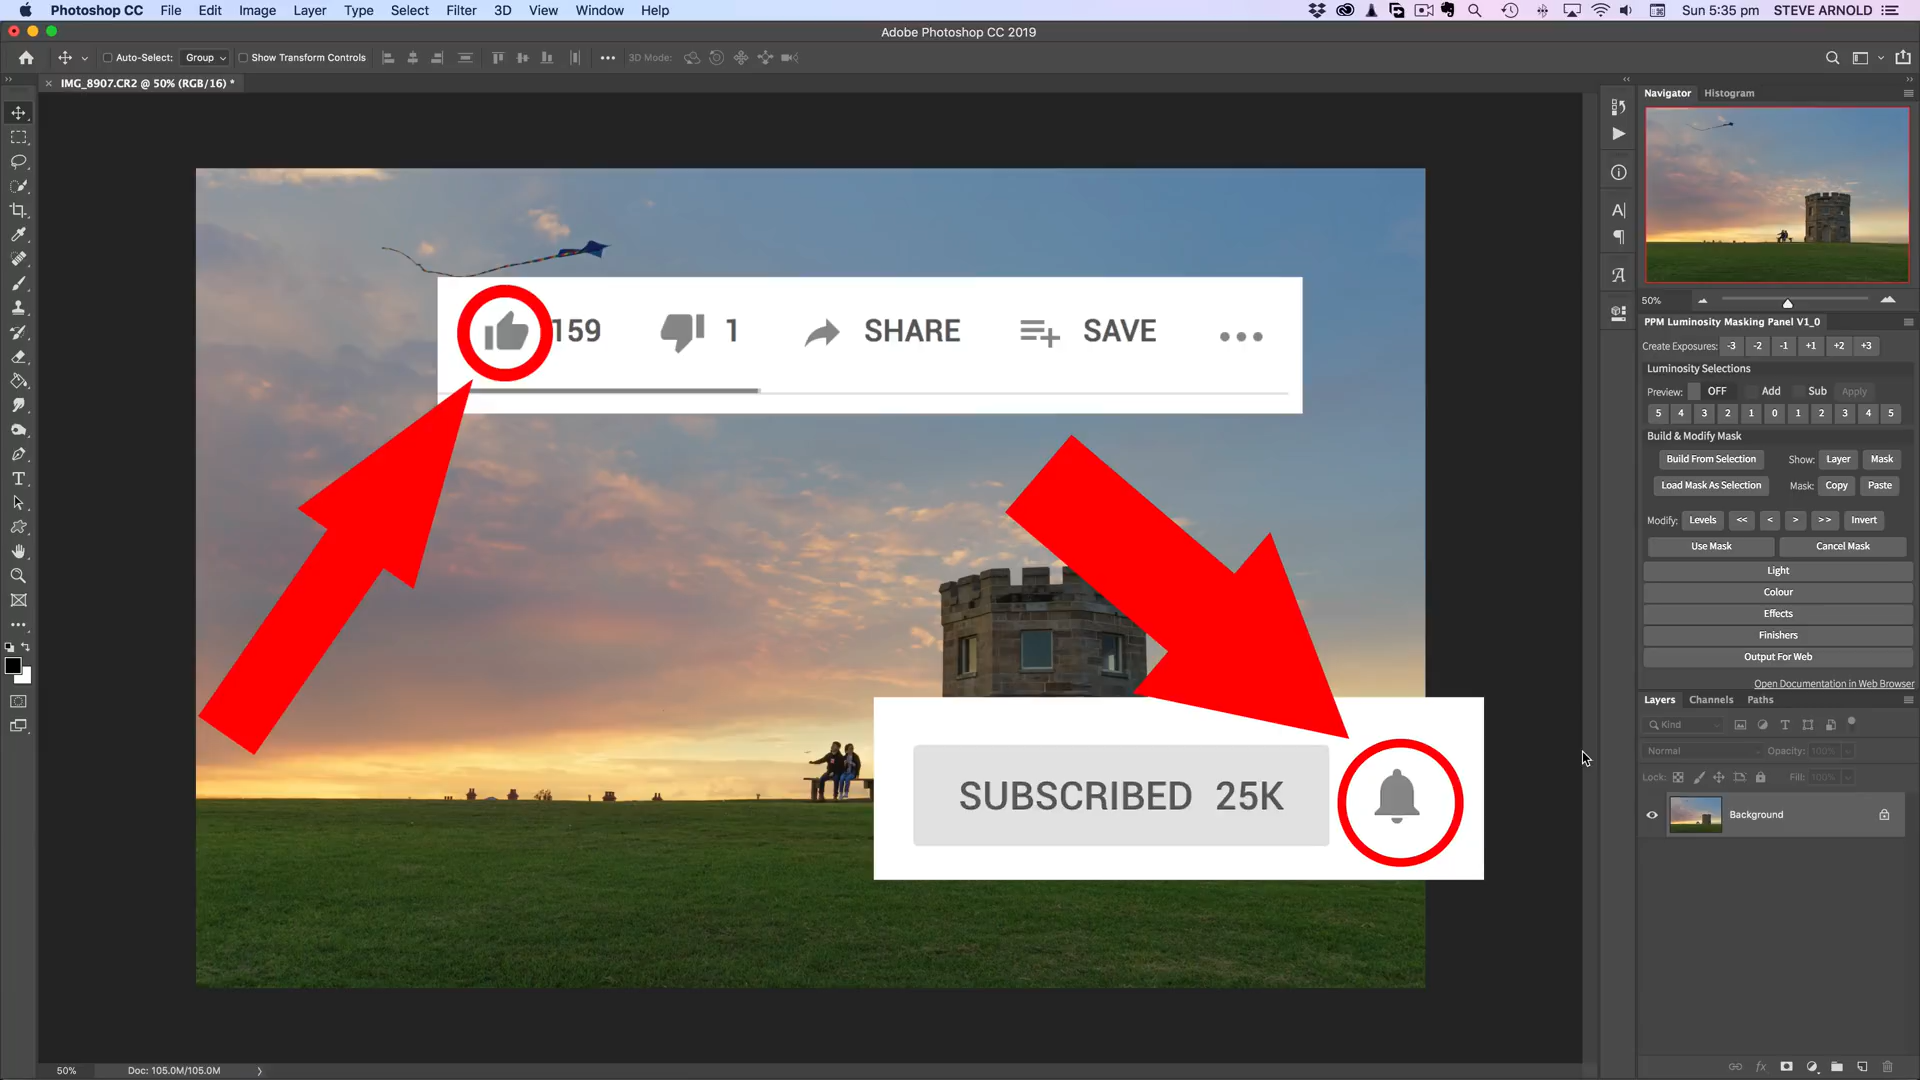 Photoshop CC File Edit Image Layer Type Select Filter 3D View Window Help
Sun 5:35 pm STEVE ARNOLD
Adobe Photoshop CC 2019
Auto-Select: Group Show Transform Controls 3D Mode:
IMG_8907.CR2 @ 50% (RGB/16) *
Navigator Histogram
50%
PPM Luminosity Masking Panel V1_0
Create Exposures: -3 -2 -1 +1 +2 +3
Luminosity Selections
Preview: OFF Add Sub Apply
5 4 3 2 1 0 1 2 3 4 5
Build & Modify Mask
Build From Selection Show: Layer Mask
Load Mask As Selection Mask: Copy Paste
Modify: Levels << < > >> Invert
Use Mask Cancel Mask
Light
Colour
Effects
Finishers
Output For Web
Open Documentation in Web Browser
Layers Channels Paths
Kind
Normal Opacity: 100%
Lock: Fill: 100%
Background
159 1 SHARE SAVE
SUBSCRIBED 25K
50% Doc: 105.0M/105.0M